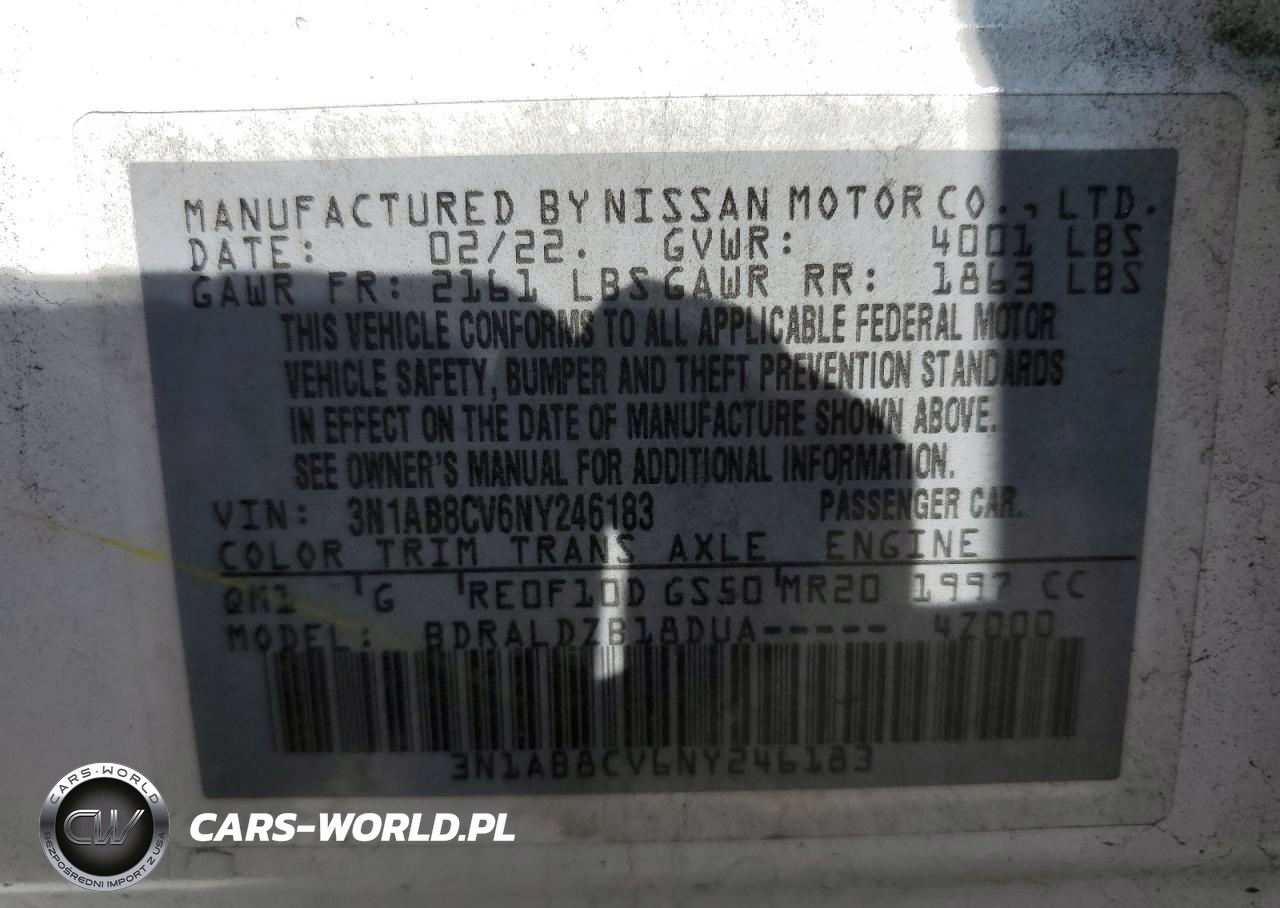 MANUFACTURED BY NISSAN MOTOR CO., LTD.
DATE: 02/22. GVWR: 4001 LBS
GAWR FR: 2161 LBS GAWR RR: 1863 LBS
THIS VEHICLE CONFORMS TO ALL APPLICABLE FEDERAL MOTOR
VEHICLE SAFETY, BUMPER AND THEFT PREVENTION STANDARDS
IN EFFECT ON THE DATE OF MANUFACTURE SHOWN ABOVE.
SEE OWNER'S MANUAL FOR ADDITIONAL INFORMATION.
VIN: 3N1AB8CV6NY246183 PASSENGER CAR.
COLOR TRIM TRANS AXLE ENGINE
QM1 G RE0F10D GS50 MR20 1997 CC
MODEL: BDRALDZB18DUA----- 47000
3N1AB8CV6NY246183
CARS-WORLD
CW
BEZPOŚREDNI IMPORT Z USA
CARS-WORLD.PL